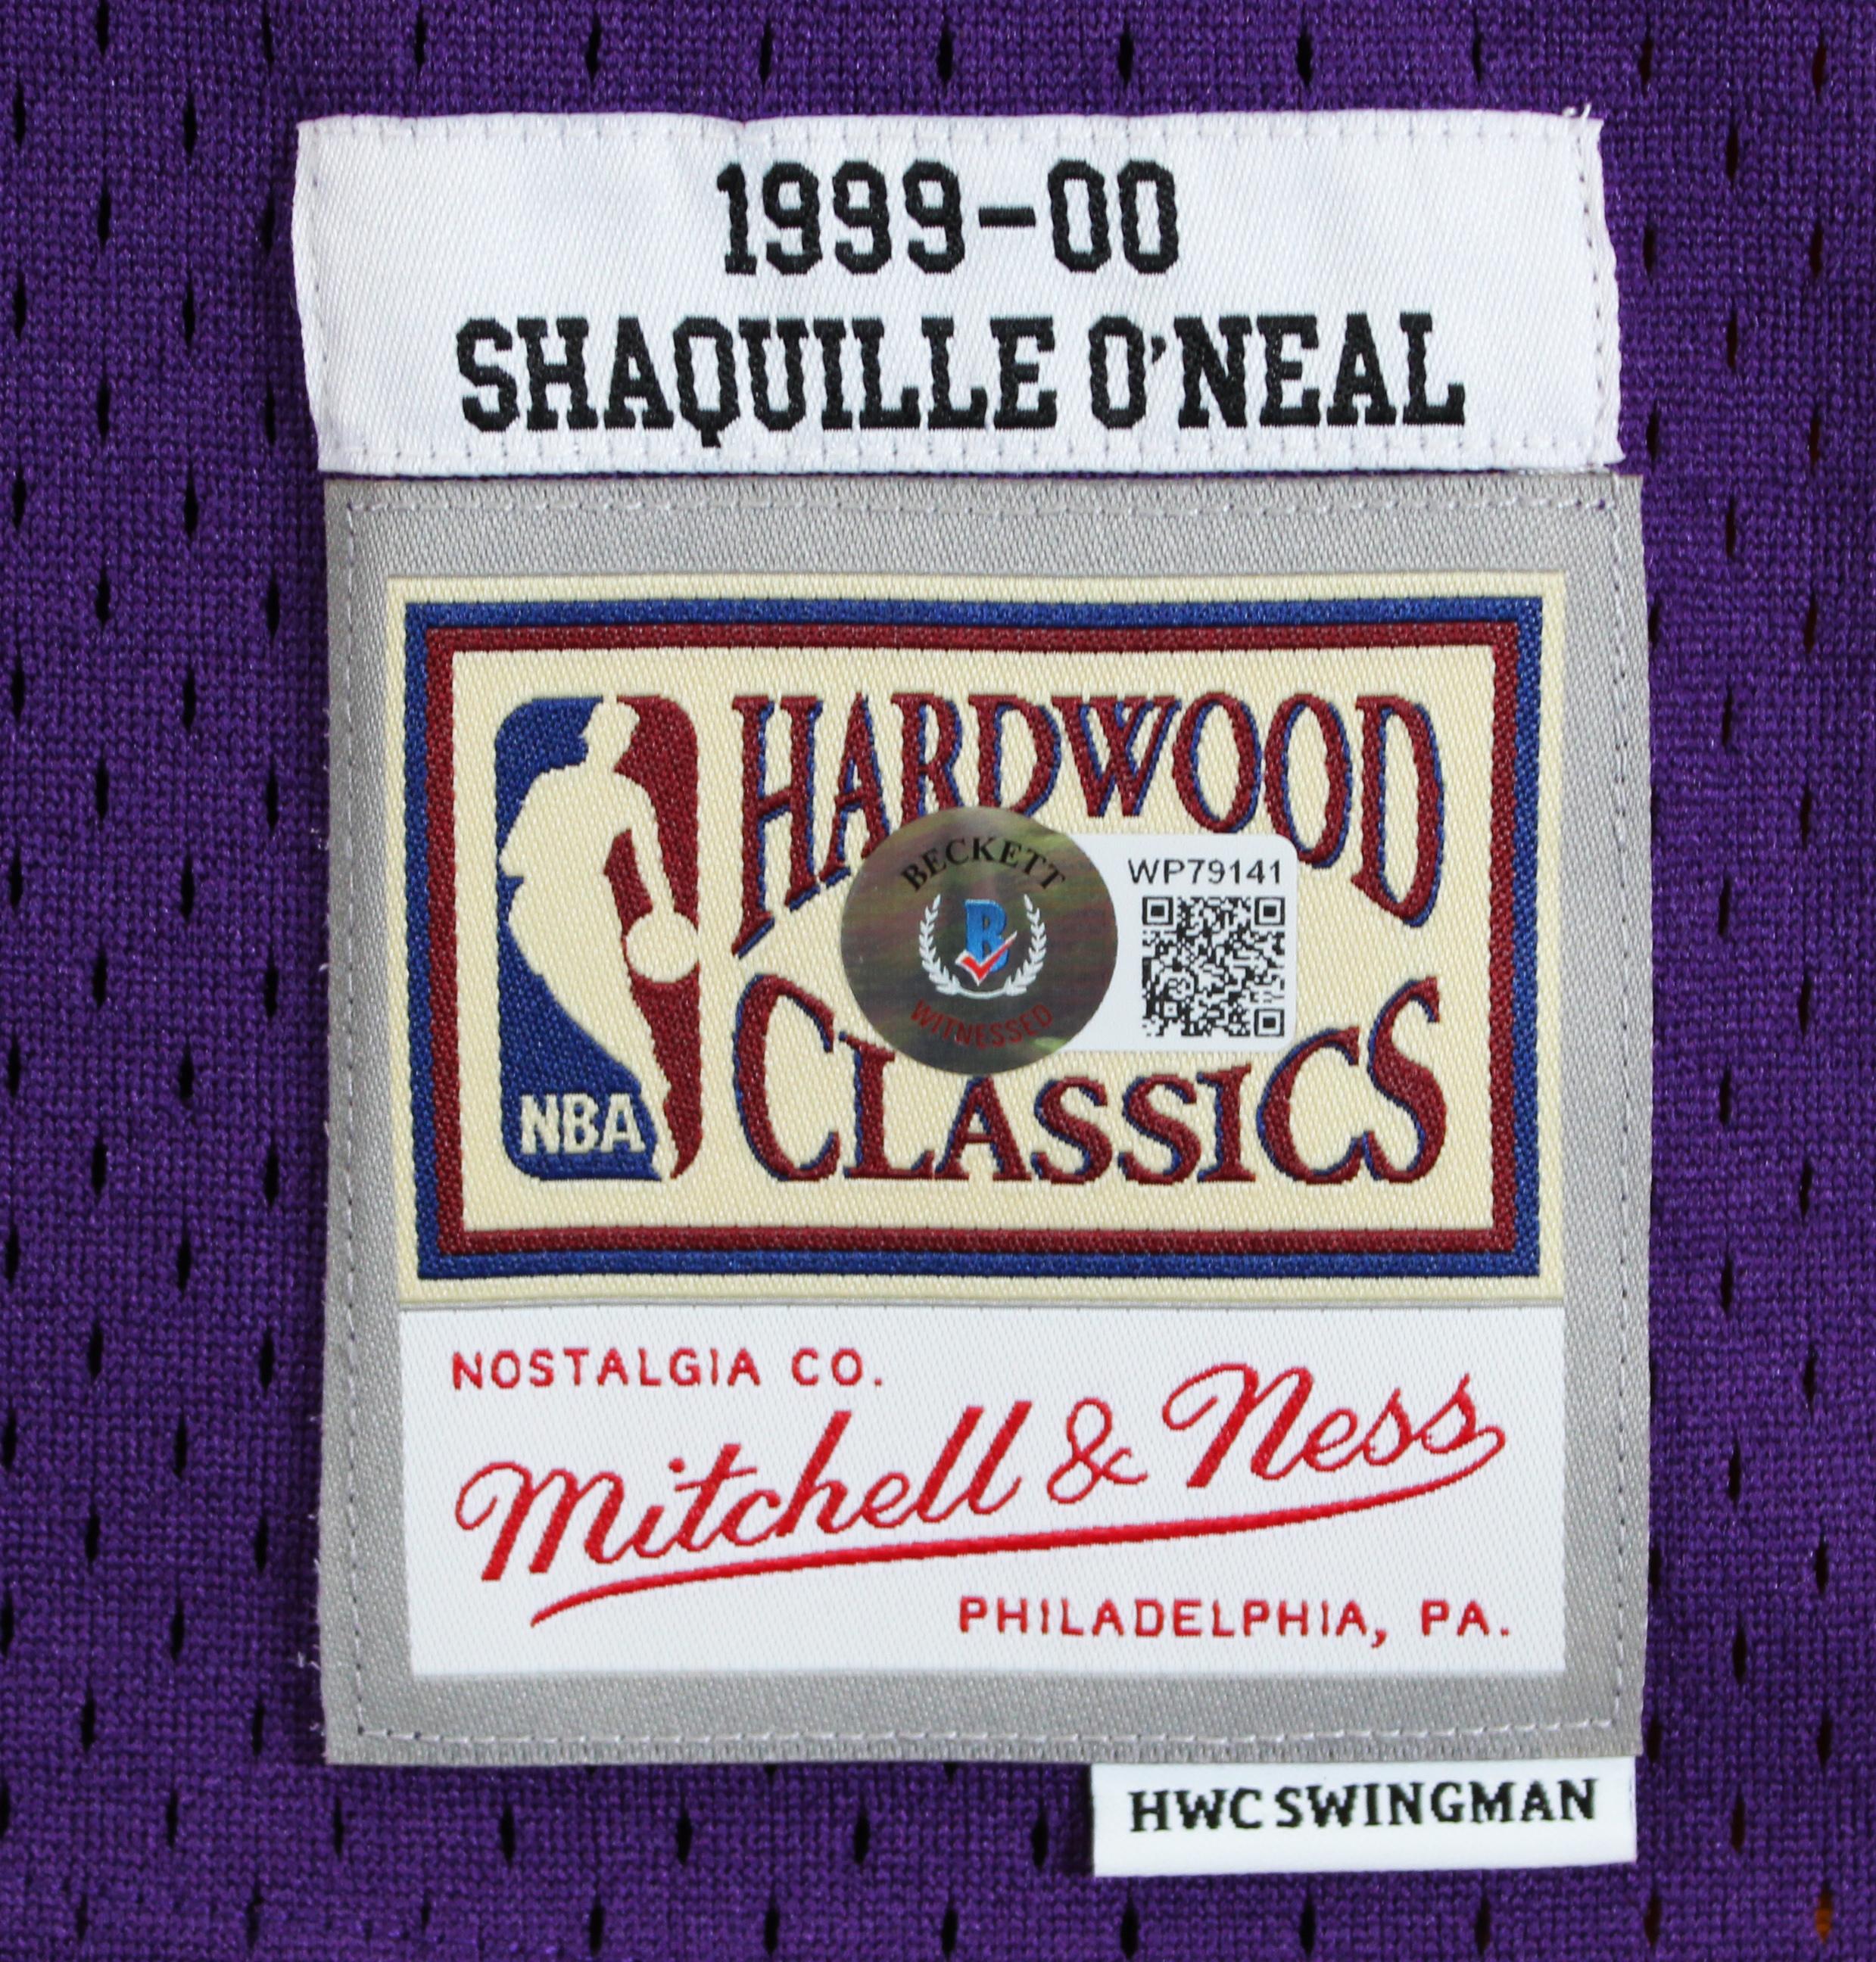 1999-00
SHAQUILLE O'NEAL
HARDWOOD
BECKETT
WP79141
WITNESSED
CLASSICS
NBA
NOSTALGIA CO.
Mitchell & Ness
PHILADELPHIA, PA.
HWC SWINGMAN